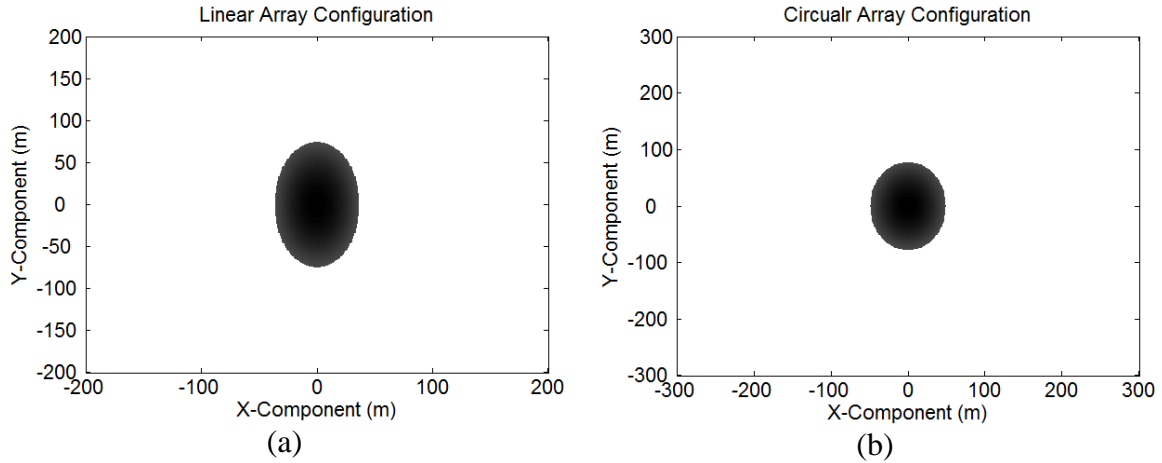 Linear Array Configuration
200
150
100
50
0
-50
-100
-150
-200
Y-Component (m)
-200 -100 0 100 200
X-Component (m)
(a)
Circualr Array Configuration
300
200
100
0
-100
-200
-300
Y-Component (m)
-300 -200 -100 0 100 200 300
X-Component (m)
(b)